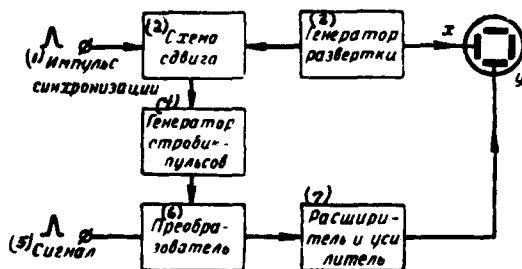 (1) Импульс
синхронизации
(2)
Схема
сдвига
(3)
Генератор
развертки
x
y
(4)
Генератор
стробим-
пульсов
(5) Сигнал
(6)
Преобра-
зователь
(7)
Расшири-
тель и уси
литель